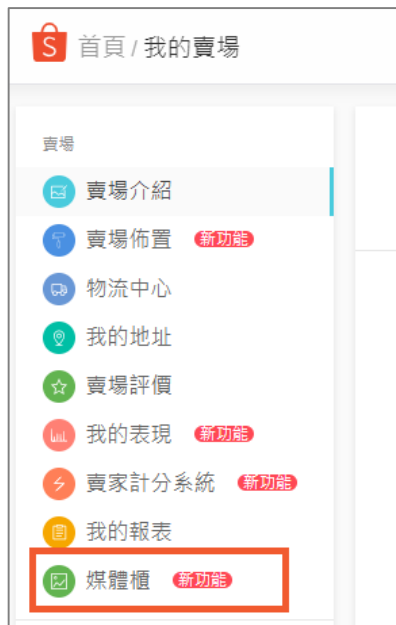 S 首頁 / 我的賣場
賣場
賣場介紹
賣場佈置 新功能
物流中心
我的地址
賣場評價
我的表現 新功能
賣家計分系統 新功能
我的報表
媒體櫃 新功能